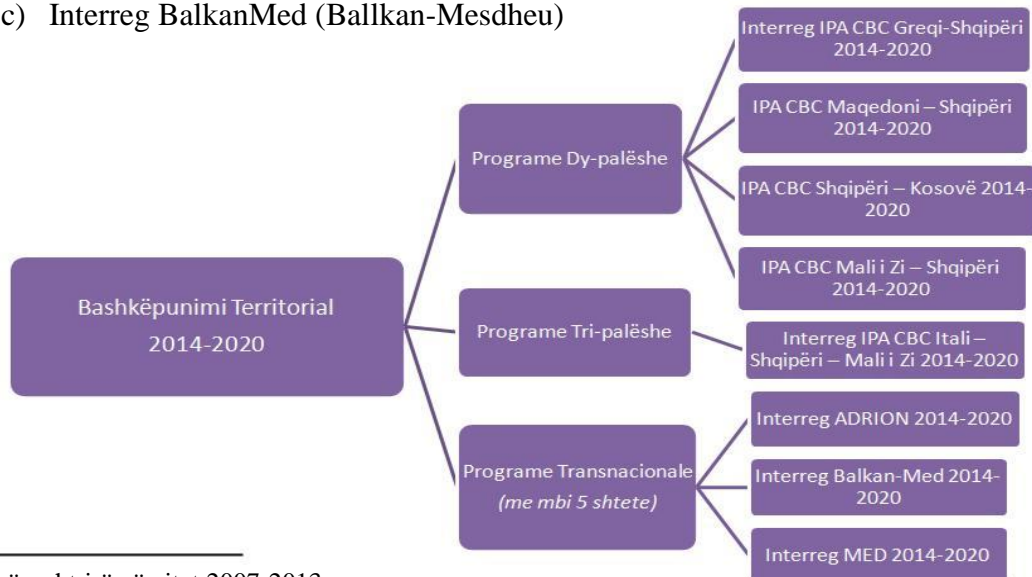 c) Interreg BalkanMed (Ballkan-Mesdheu)
Bashkëpunimi Territorial
2014-2020
Programe Dy-palëshe
Interreg IPA CBC Greqi-Shqipëri
2014-2020
IPA CBC Maqedoni – Shqipëri
2014-2020
IPA CBC Shqipëri – Kosovë 2014-
2020
IPA CBC Mali i Zi – Shqipëri
2014-2020
Programe Tri-palëshe
Interreg IPA CBC Itali –
Shqipëri – Mali i Zi 2014-2020
Programe Transnacionale
(me mbi 5 shtete)
Interreg ADRION 2014-2020
Interreg Balkan-Med 2014-
2020
Interreg MED 2014-2020
2007-2013